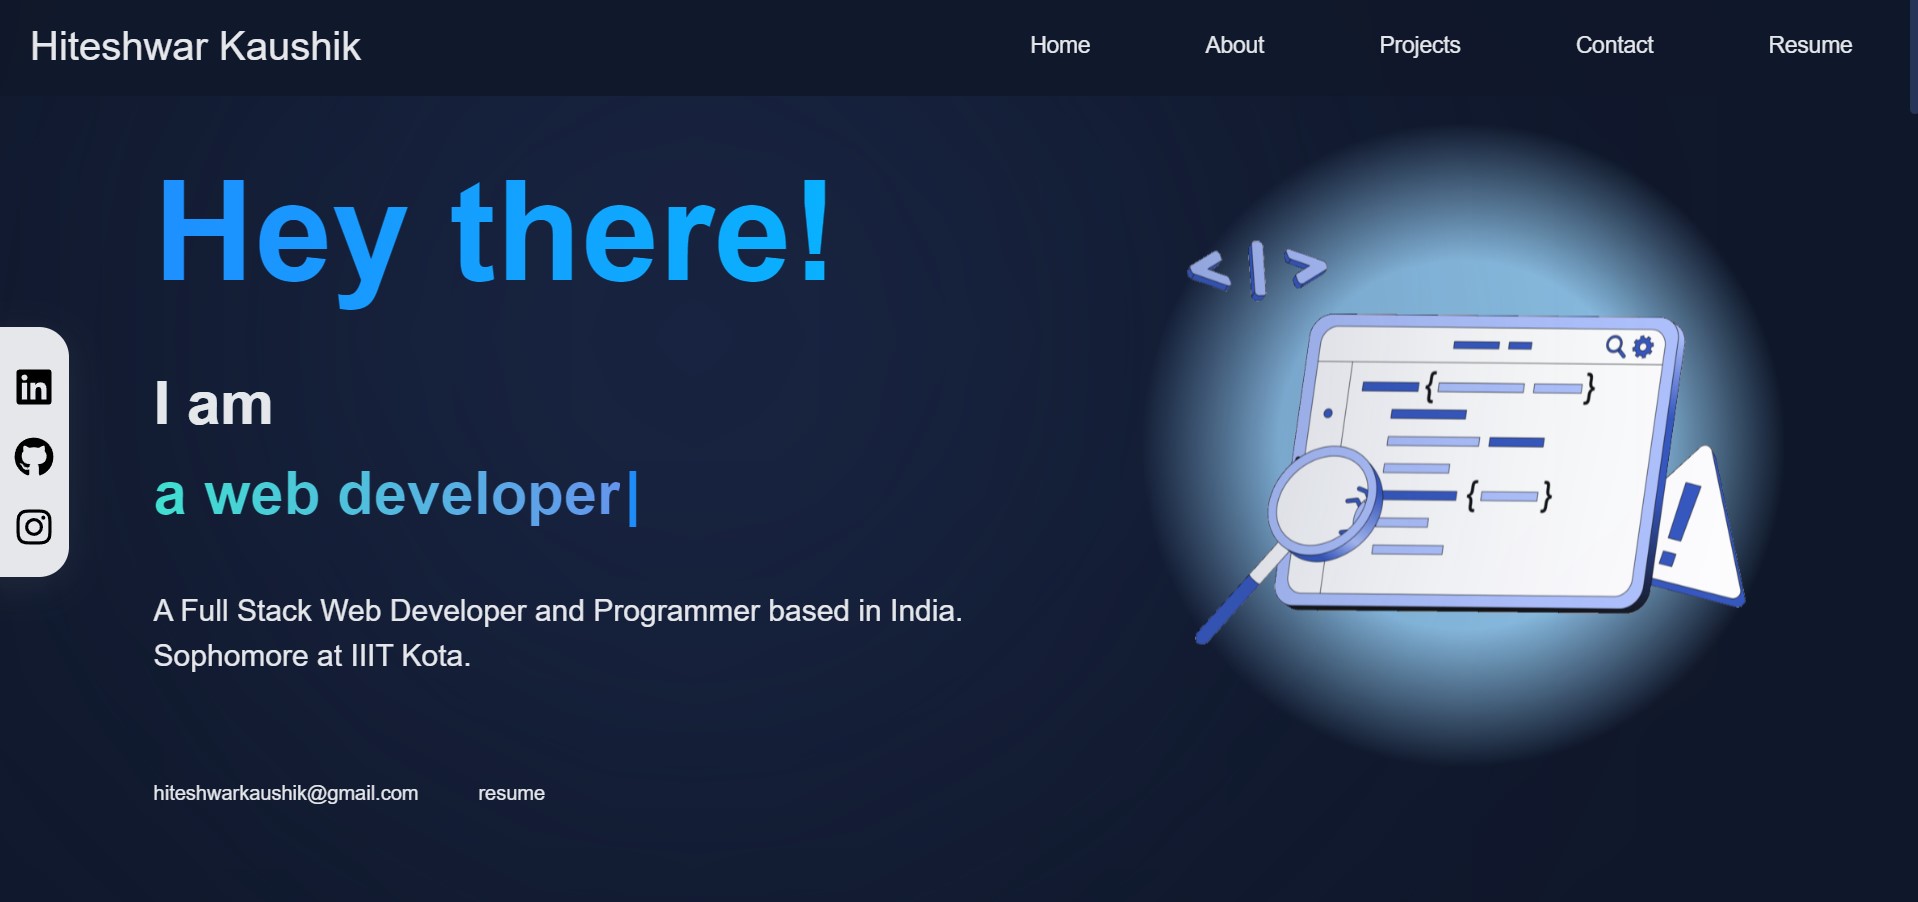 Hiteshwar Kaushik
Home About Projects Contact Resume
Hey there!
I am
a web developer|
A Full Stack Web Developer and Programmer based in India.
Sophomore at IIIT Kota.
hiteshwarkaushik@gmail.com resume